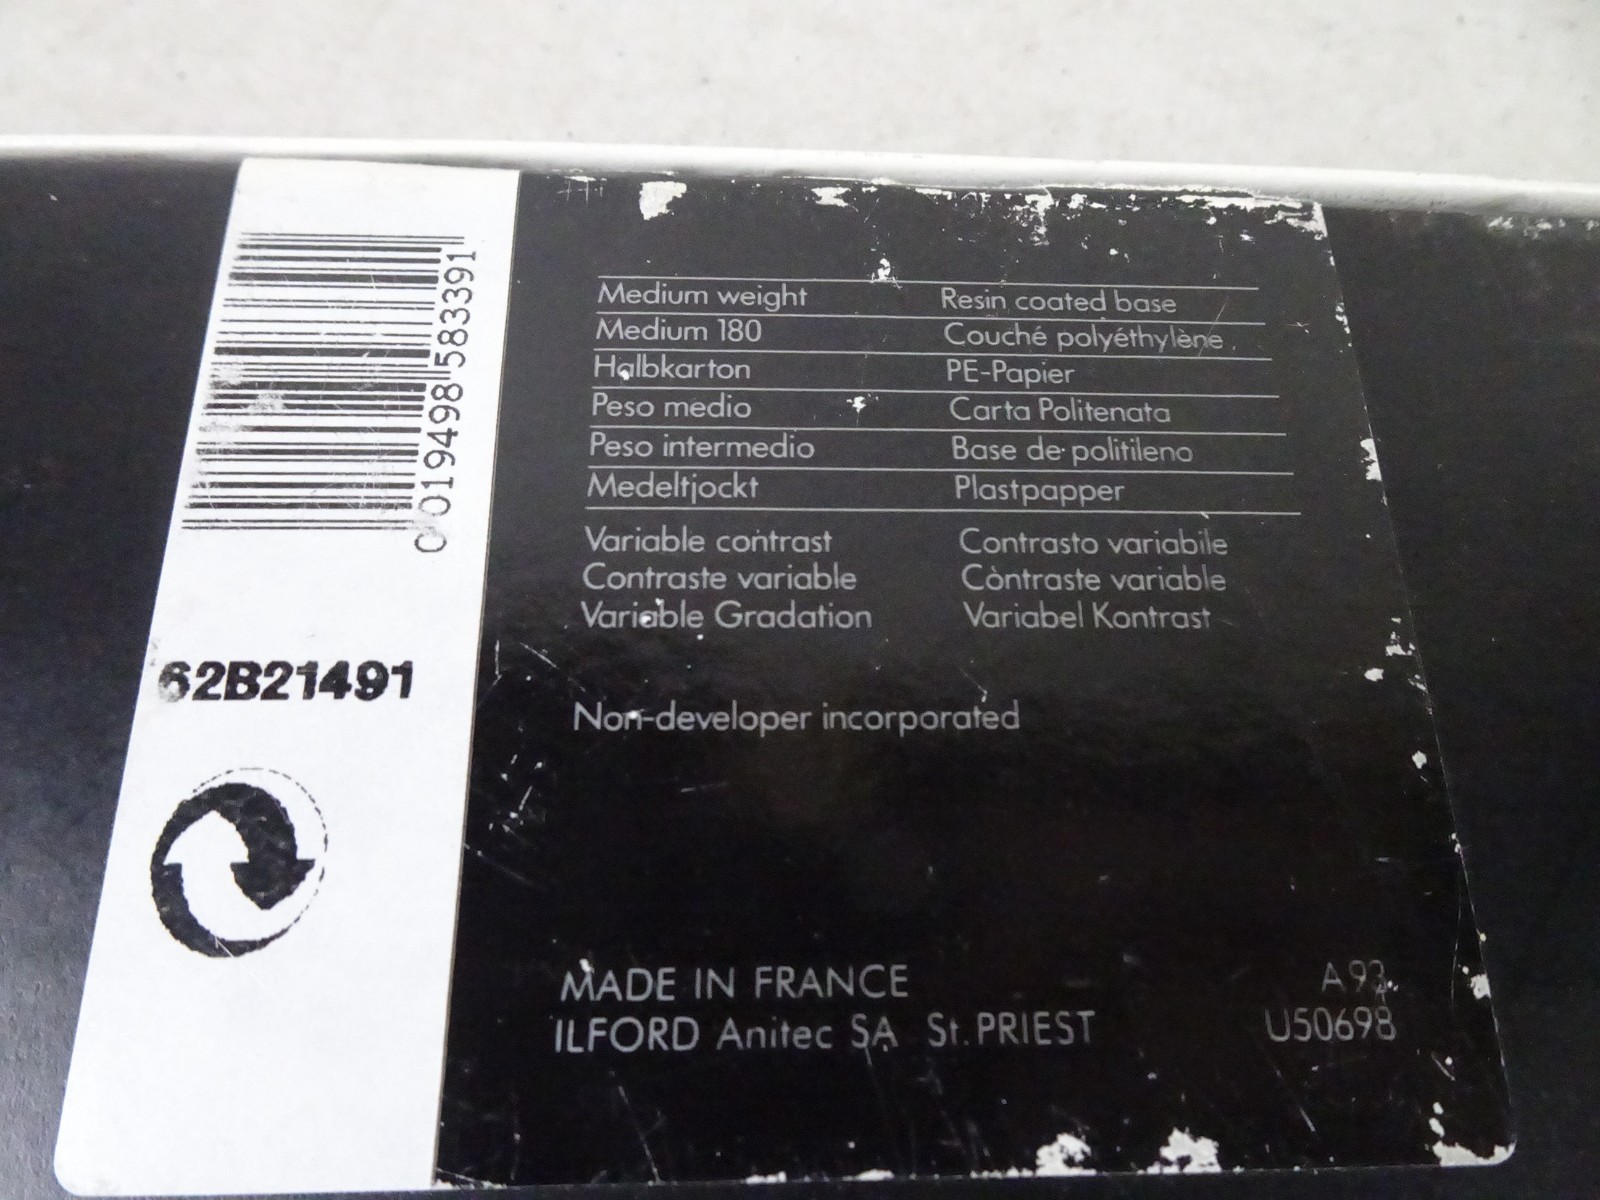 0 019498 583391
62B21491
Medium weight Resin coated base
Medium 180 Couché polyéthylène
Halbkarton PE-Papier
Peso medio Carta Politenata
Peso intermedio Base de politileno
Medeltjockt Plastpapper
Variable contrast Contrasto variabile
Contraste variable Còntraste variable
Variable Gradation Variabel Kontrast
Non-developer incorporated
MADE IN FRANCE A93
ILFORD Anitec SA St. PRIEST U50698